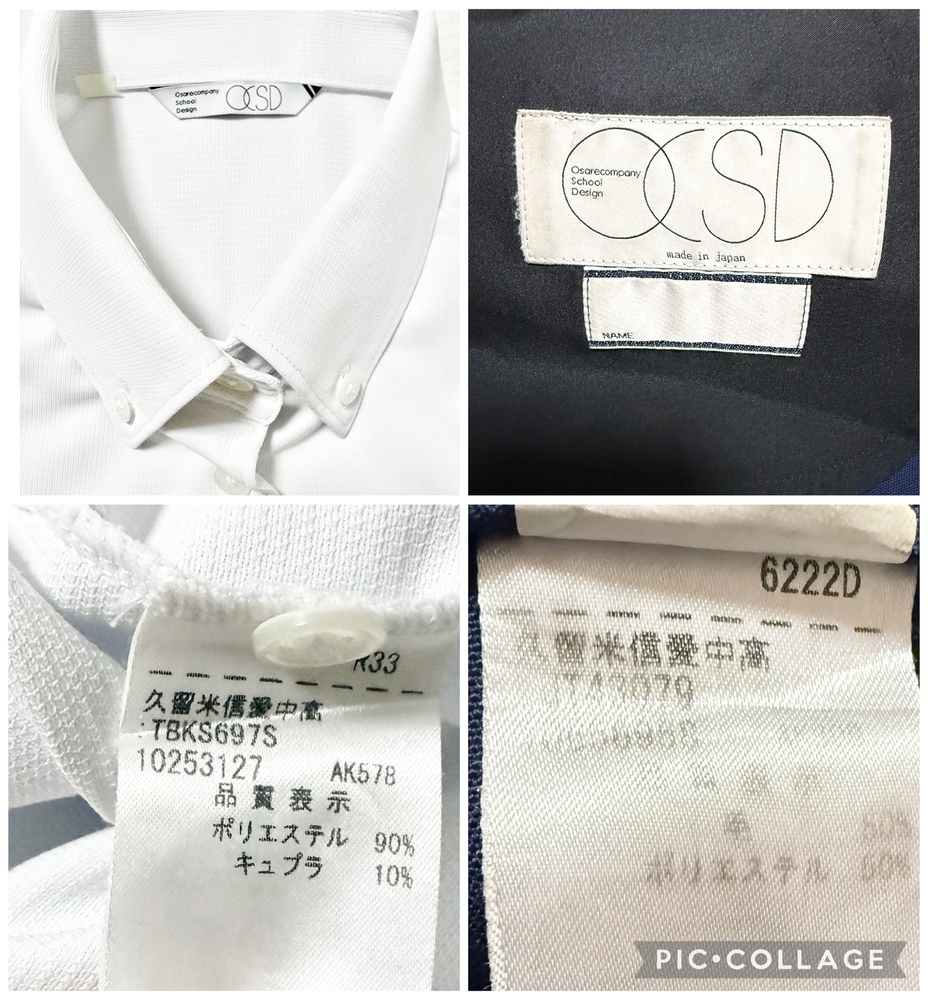 Osarecompany
School
Design
OCSD
Osarecompany
School
Design
OCSD
made in japan
NAME
R33
久留米信愛中高
:TBKS697S
10253127 AK578
品質表示
ポリエステル 90%
キュプラ 10%
6222D
久留米信愛中高
ポリエステル
PIC•COLLAGE